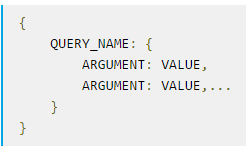 {
    QUERY_NAME: {
        ARGUMENT: VALUE,
        ARGUMENT: VALUE,...
    }
}